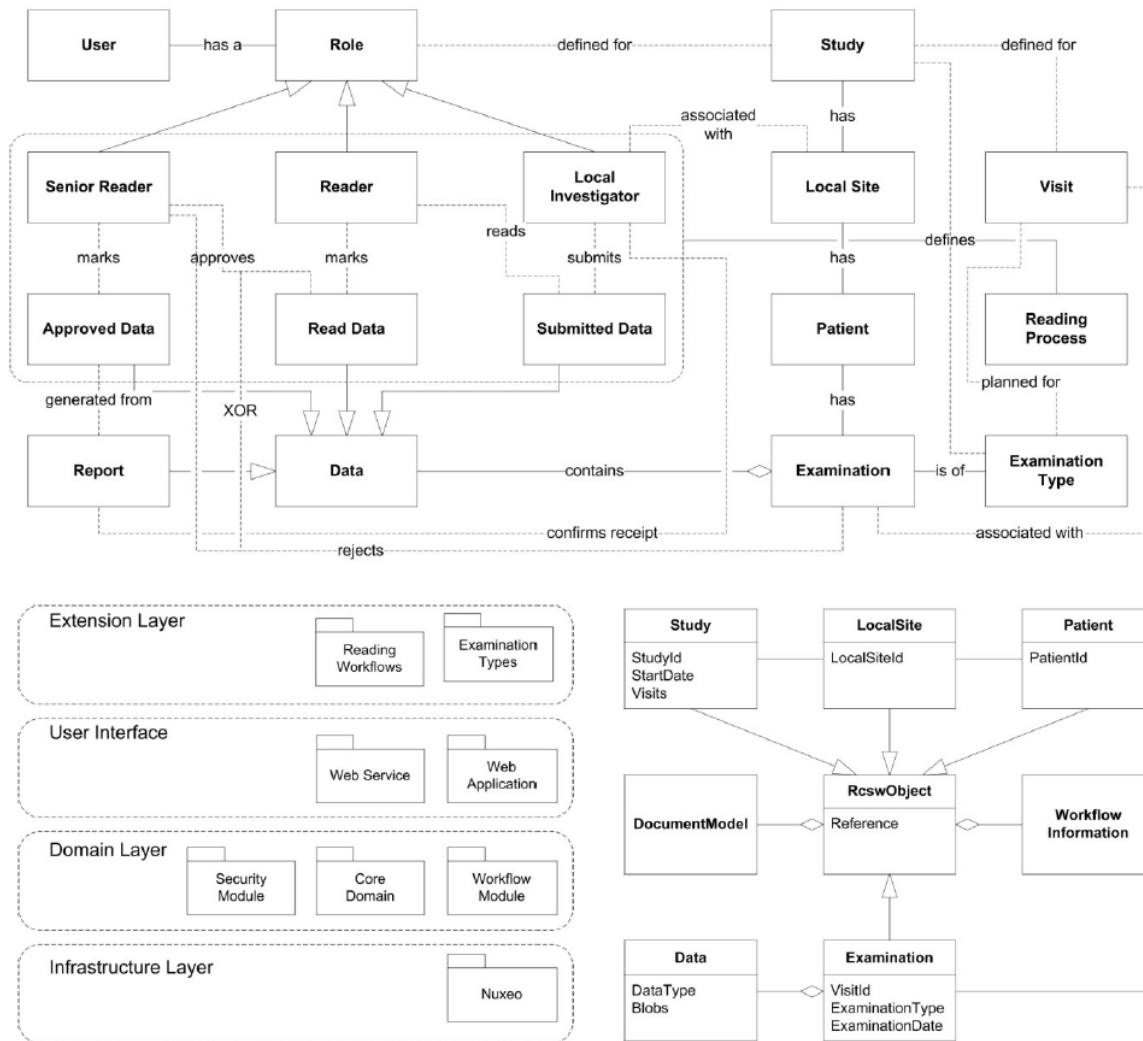 User
has a
Role
defined for
Study
defined for
associated
with
has
Senior Reader
Reader
Local
Investigator
Local Site
Visit
marks
approves
marks
reads
submits
has
defines
Approved Data
Read Data
Submitted Data
Patient
Reading
Process
generated from
XOR
has
planned for
Report
Data
contains
Examination
is of
Examination
Type
confirms receipt
associated with
rejects
Extension Layer
Reading
Workflows
Examination
Types
User Interface
Web Service
Web
Application
Domain Layer
Security
Module
Core
Domain
Workflow
Module
Infrastructure Layer
Nuxeo
Study
StudyId
StartDate
Visits
LocalSite
LocalSiteId
Patient
PatientId
DocumentModel
RcswObject
Reference
Workflow
Information
Data
DataType
Blobs
Examination
VisitId
ExaminationType
ExaminationDate